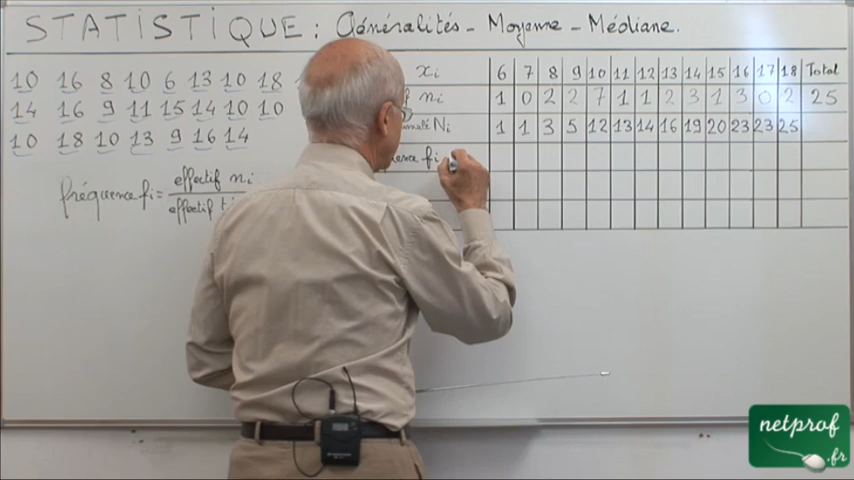 STATISTIQUE : Généralités - Moyenne - Médiane.
10 16 8 10 6 13 10 18
14 16 9 11 15 14 10 10
10 18 10 13 9 16 14
fréquence fi = effectif ni
effectif
xi 6 7 8 9 10 11 12 13 14 15 16 17 18 Total
ni 1 0 2 2 7 1 1 2 3 1 3 0 2 25
Ni 1 1 3 5 12 13 14 16 19 20 23 23 25
fi
netprof
.fr